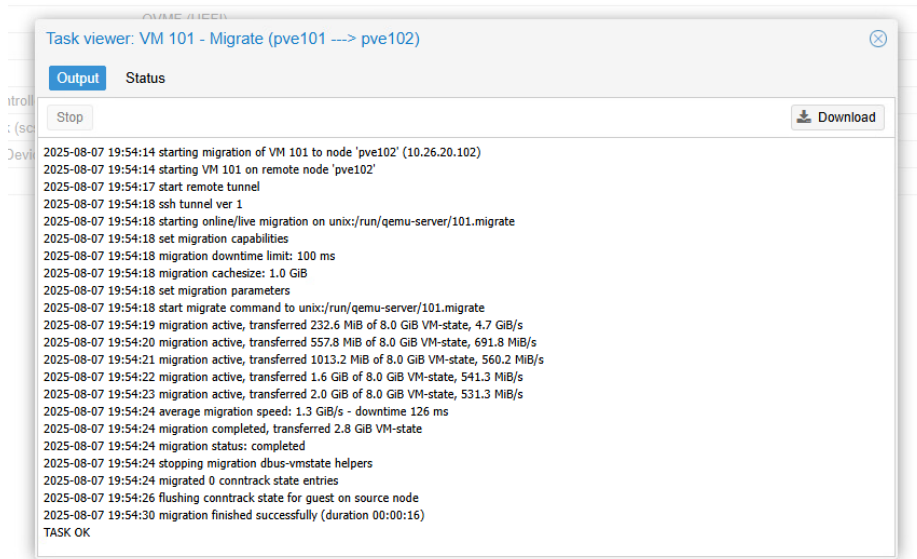 OVMF (UEFI)
Task viewer: VM 101 - Migrate (pve101 ---> pve102)
Output Status
Stop Download
2025-08-07 19:54:14 starting migration of VM 101 to node 'pve102' (10.26.20.102)
2025-08-07 19:54:14 starting VM 101 on remote node 'pve102'
2025-08-07 19:54:17 start remote tunnel
2025-08-07 19:54:18 ssh tunnel ver 1
2025-08-07 19:54:18 starting online/live migration on unix:/run/qemu-server/101.migrate
2025-08-07 19:54:18 set migration capabilities
2025-08-07 19:54:18 migration downtime limit: 100 ms
2025-08-07 19:54:18 migration cachesize: 1.0 GiB
2025-08-07 19:54:18 set migration parameters
2025-08-07 19:54:18 start migrate command to unix:/run/qemu-server/101.migrate
2025-08-07 19:54:19 migration active, transferred 232.6 MiB of 8.0 GiB VM-state, 4.7 GiB/s
2025-08-07 19:54:20 migration active, transferred 557.8 MiB of 8.0 GiB VM-state, 691.8 MiB/s
2025-08-07 19:54:21 migration active, transferred 1013.2 MiB of 8.0 GiB VM-state, 560.2 MiB/s
2025-08-07 19:54:22 migration active, transferred 1.6 GiB of 8.0 GiB VM-state, 541.3 MiB/s
2025-08-07 19:54:23 migration active, transferred 2.0 GiB of 8.0 GiB VM-state, 531.3 MiB/s
2025-08-07 19:54:24 average migration speed: 1.3 GiB/s - downtime 126 ms
2025-08-07 19:54:24 migration completed, transferred 2.8 GiB VM-state
2025-08-07 19:54:24 migration status: completed
2025-08-07 19:54:24 stopping migration dbus-vmstate helpers
2025-08-07 19:54:24 migrated 0 conntrack state entries
2025-08-07 19:54:26 flushing conntrack state for guest on source node
2025-08-07 19:54:30 migration finished successfully (duration 00:00:16)
TASK OK